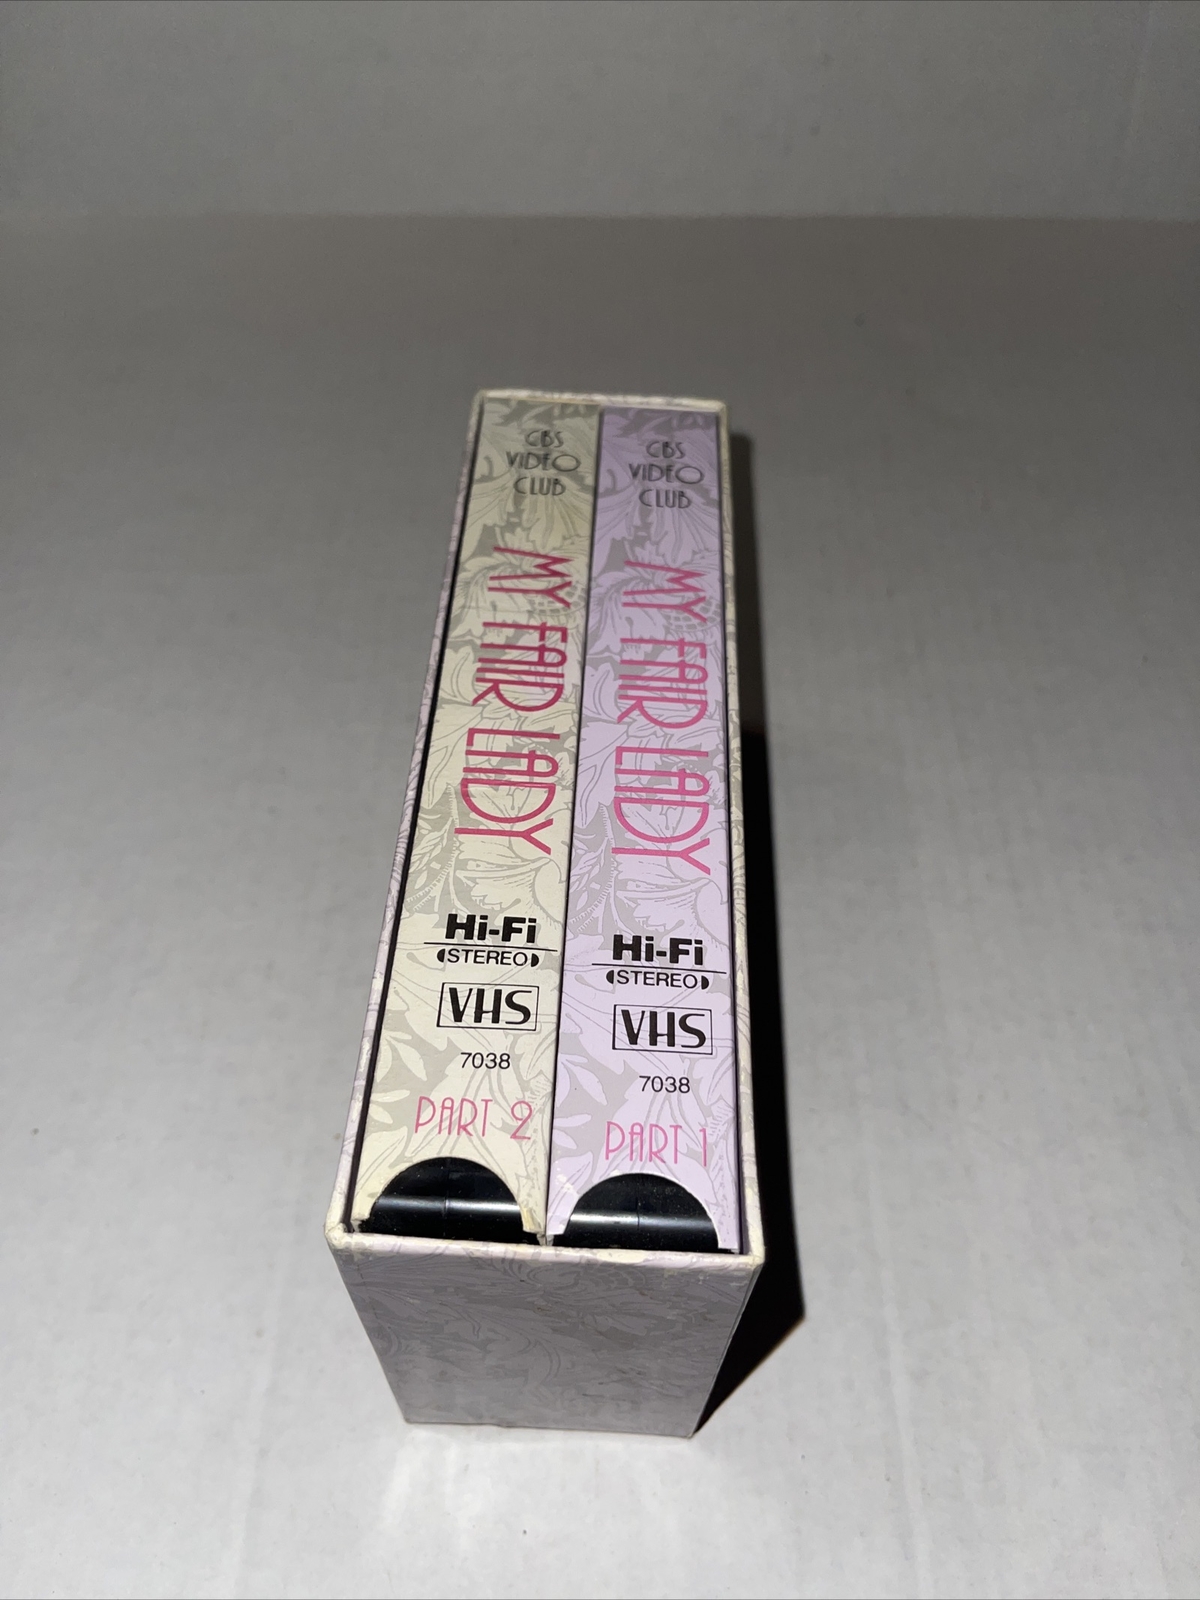 CBS
VIDEO
CLUB
MY FAIR LADY
Hi-Fi
STEREO
VHS
7038
PART 2
CBS
VIDEO
CLUB
MY FAIR LADY
Hi-Fi
STEREO
VHS
7038
PART 1